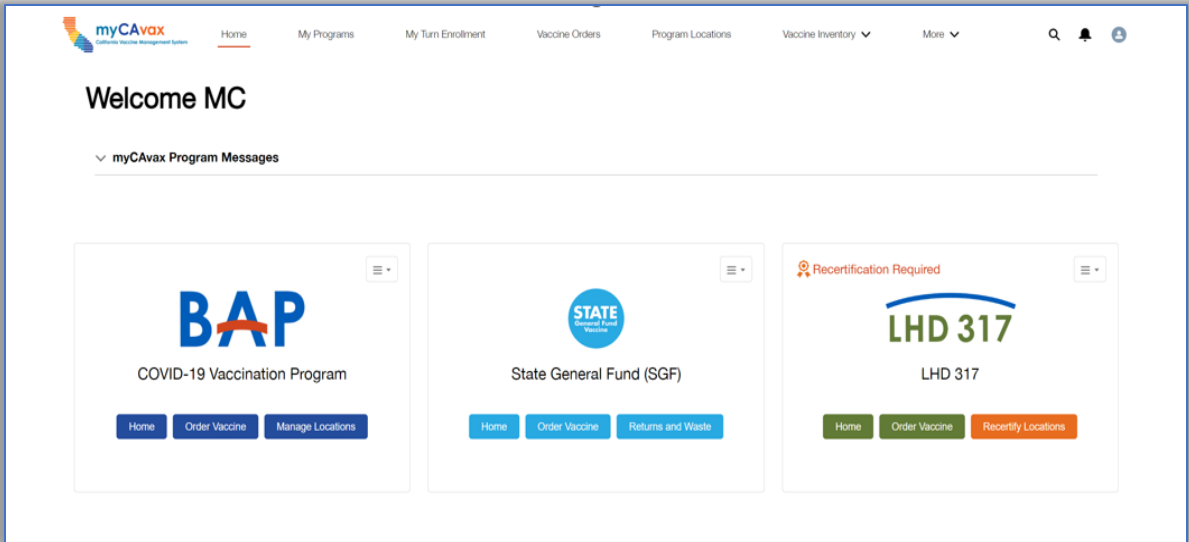 myCAvax
California Vaccine Management System
Home
My Programs
My Turn Enrollment
Vaccine Orders
Program Locations
Vaccine Inventory
More
Welcome MC
myCAvax Program Messages
BAP
COVID-19 Vaccination Program
Home
Order Vaccine
Manage Locations
STATE
General Fund
Vaccine
State General Fund (SGF)
Home
Order Vaccine
Returns and Waste
Recertification Required
LHD 317
LHD 317
Home
Order Vaccine
Recertify Locations